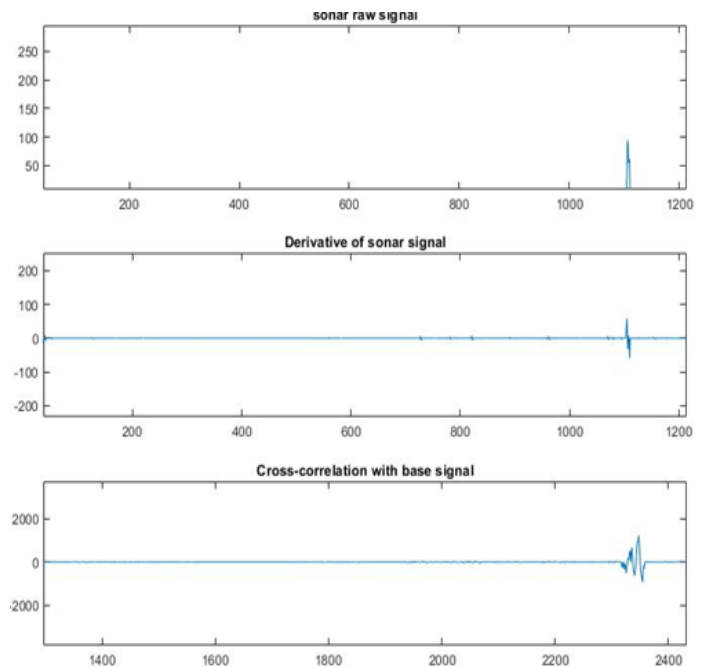 sonar raw signal
250
200
150
100
50
200 400 600 800 1000 1200
Derivative of sonar signal
200
100
0
-100
-200
200 400 600 800 1000 1200
Cross-correlation with base signal
2000
0
-2000
1400 1600 1800 2000 2200 2400